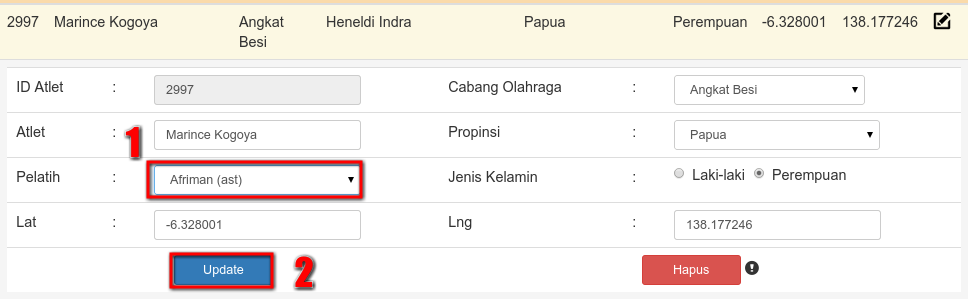 2997 Marince Kogoya Angkat Besi Heneldi Indra Papua Perempuan -6.328001 138.177246
ID Atlet : 2997 Cabang Olahraga : Angkat Besi
Atlet : 1 Marince Kogoya Propinsi : Papua
Pelatih : Afriman (ast) Jenis Kelamin : Laki-laki Perempuan
Lat : -6.328001 Lng : 138.177246
Update 2 Hapus